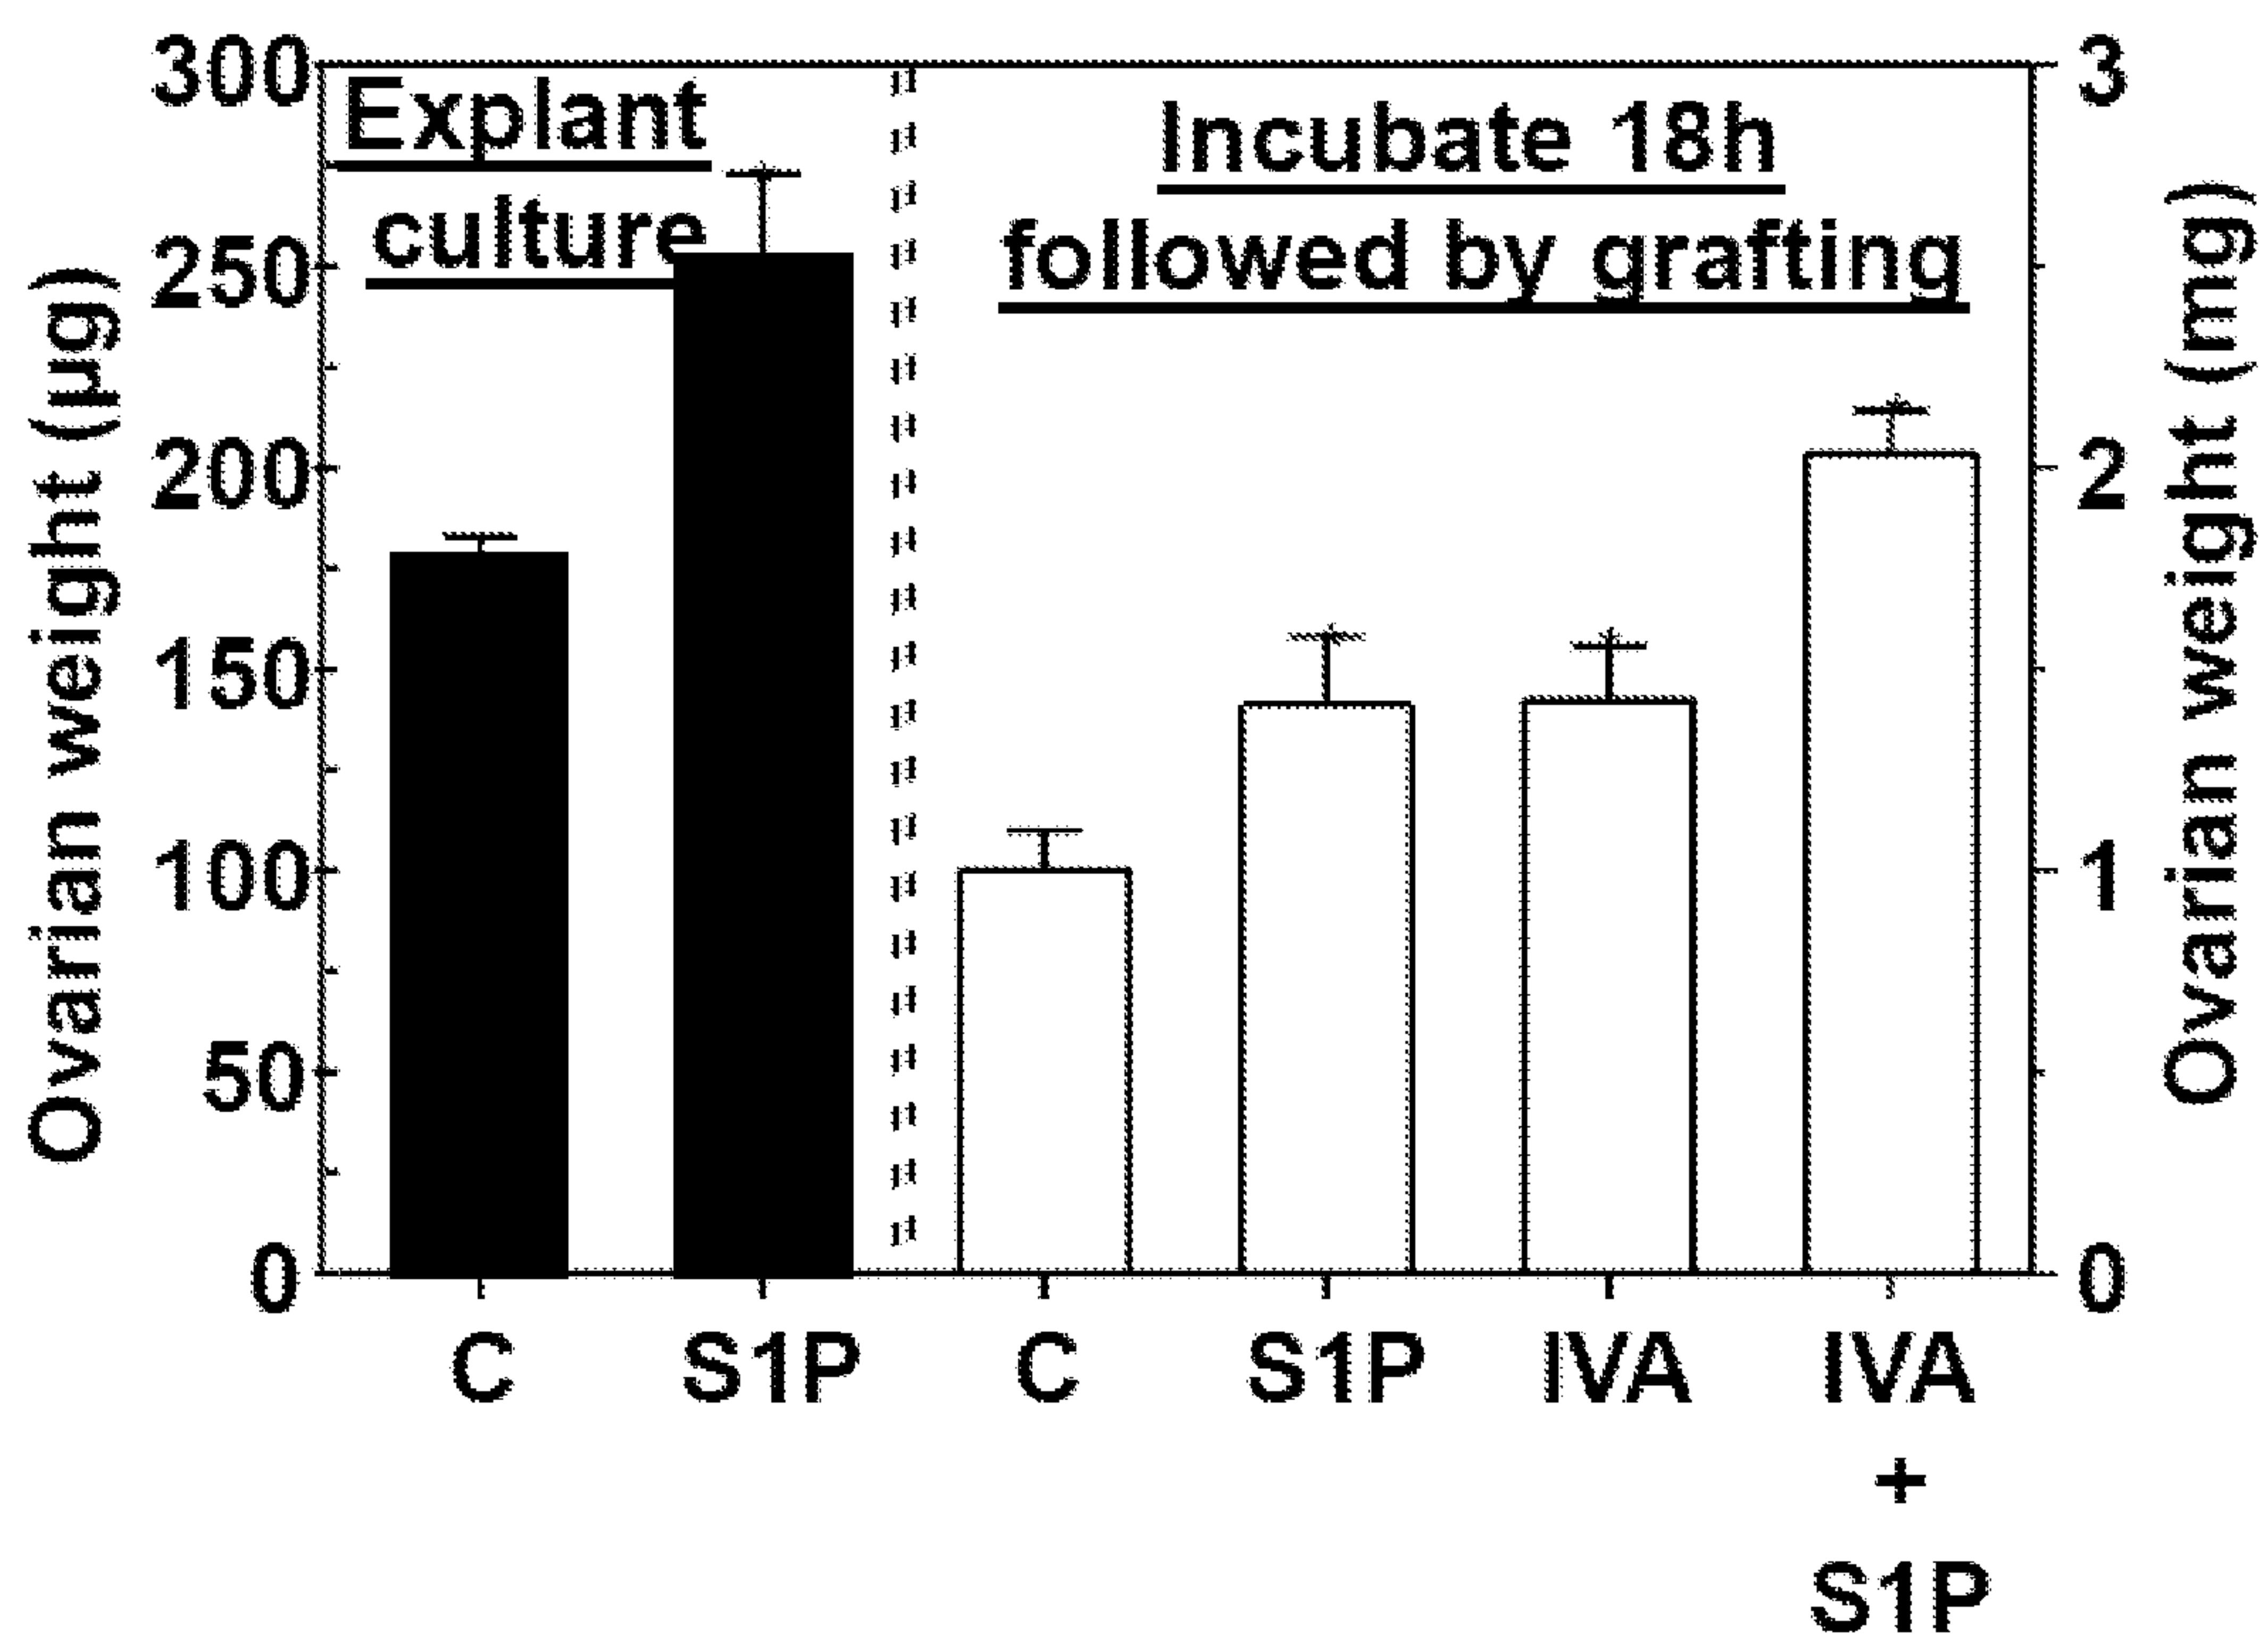 Ovarian weight (µg)
300
250
200
150
100
50
0
Explant
culture
Incubate 18h
followed by grafting
3
2
1
0
Ovarian weight (mg)
C S1P C S1P IVA IVA
+
S1P